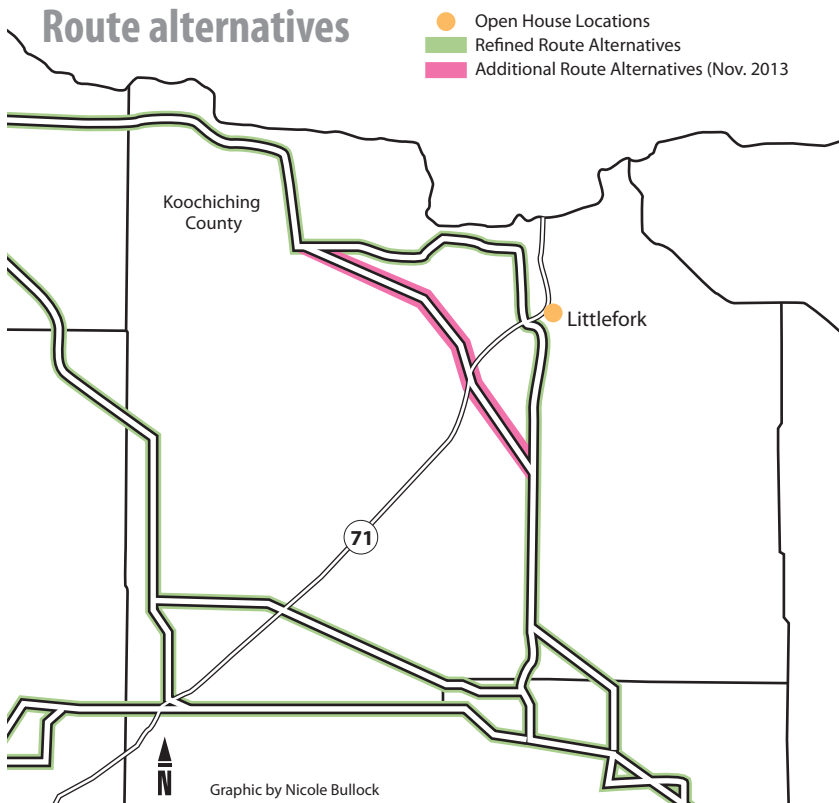 Route alternatives
Open House Locations
Refined Route Alternatives
Additional Route Alternatives (Nov. 2013
Koochiching
County
Littlefork
71
N
Graphic by Nicole Bullock